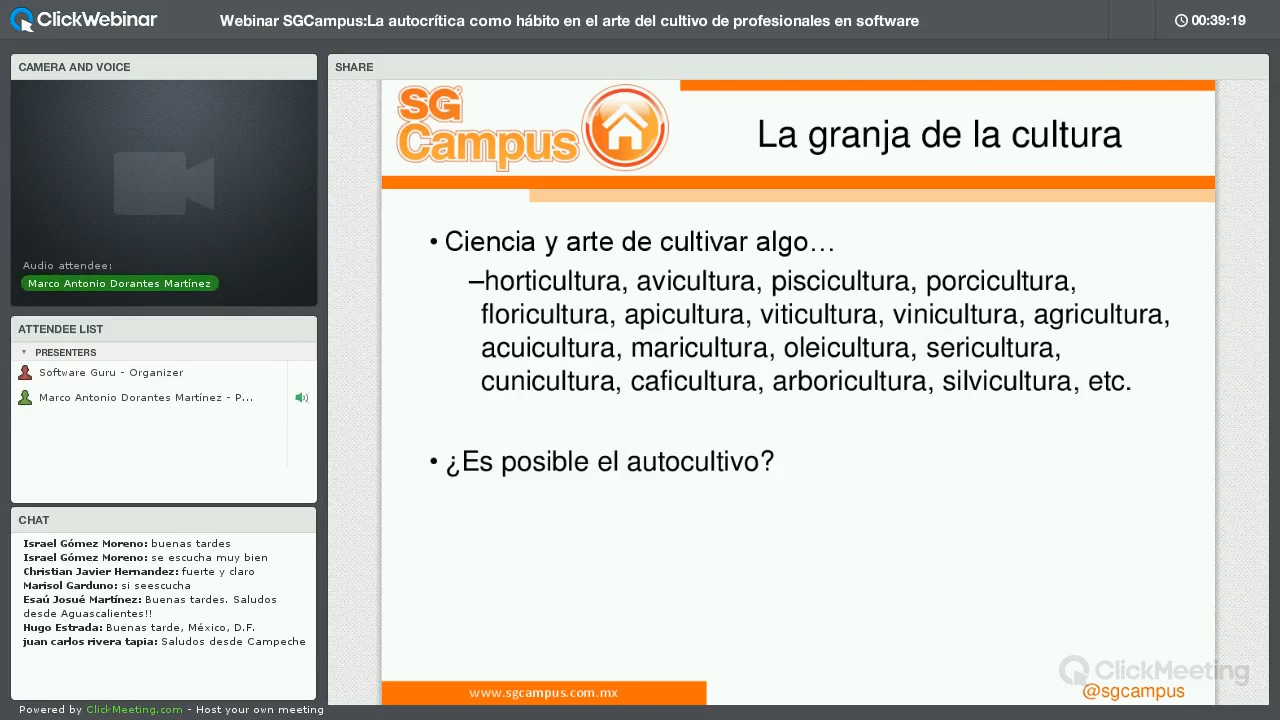 ClickWebinar
Webinar SGCampus:La autocrítica como hábito en el arte del cultivo de profesionales en software
00:39:19
CAMERA AND VOICE
Audio attendee:
Marco Antonio Dorantes Martínez
ATTENDEE LIST
PRESENTERS
Software Guru - Organizer
Marco Antonio Dorantes Martínez - P...
CHAT
Israel Gómez Moreno: buenas tardes
Israel Gómez Moreno: se escucha muy bien
Christian Javier Hernandez: fuerte y claro
Marisol Garduno: si seescucha
Esaú Josué Martínez: Buenas tardes. Saludos
desde Aguascalientes!!
Hugo Estrada: Buenas tarde, México, D.F.
juan carlos rivera tapia: Saludos desde Campeche
Powered by ClickMeeting.com - Host your own meeting
SHARE
SG
Campus
La granja de la cultura
• Ciencia y arte de cultivar algo…
–horticultura, avicultura, piscicultura, porcicultura,
floricultura, apicultura, viticultura, vinicultura, agricultura,
acuicultura, maricultura, oleicultura, sericultura,
cunicultura, caficultura, arboricultura, silvicultura, etc.
• ¿Es posible el autocultivo?
www.sgcampus.com.mx
ClickMeeting
@sgcampus